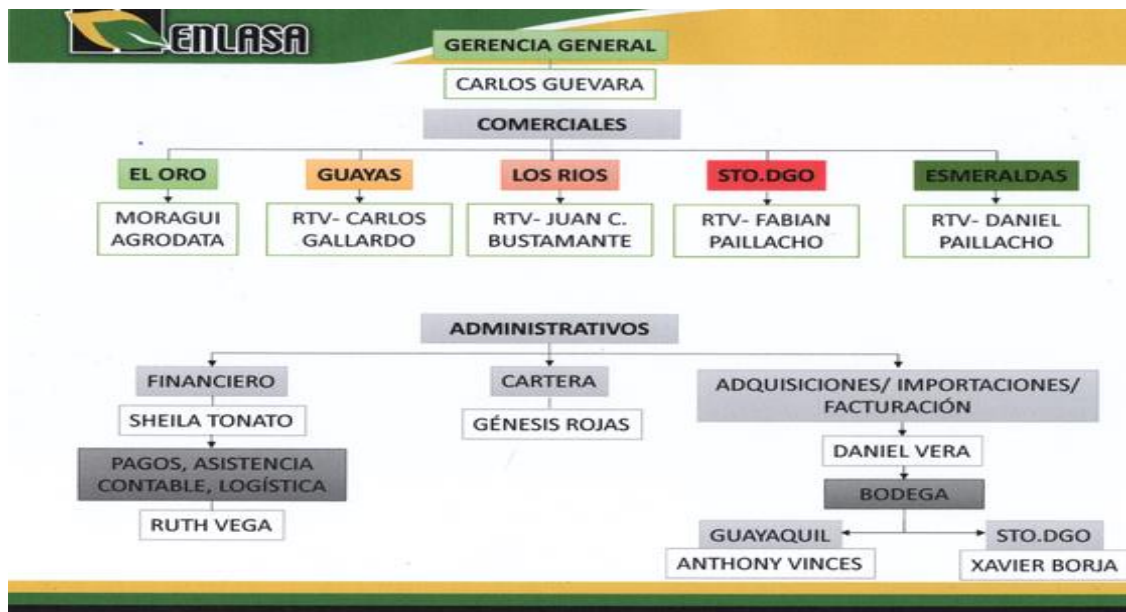 ENLASA
GERENCIA GENERAL
CARLOS GUEVARA
COMERCIALES
EL ORO
GUAYAS
LOS RIOS
STO.DGO
ESMERALDAS
MORAGUI
AGRODATA
RTV- CARLOS
GALLARDO
RTV- JUAN C.
BUSTAMANTE
RTV- FABIAN
PAILLACHO
RTV- DANIEL
PAILLACHO
ADMINISTRATIVOS
FINANCIERO
SHEILA TONATO
PAGOS, ASISTENCIA
CONTABLE, LOGÍSTICA
RUTH VEGA
CARTERA
GÉNESIS ROJAS
ADQUISICIONES/ IMPORTACIONES/
FACTURACIÓN
DANIEL VERA
BODEGA
GUAYAQUIL
ANTHONY VINCES
STO.DGO
XAVIER BORJA